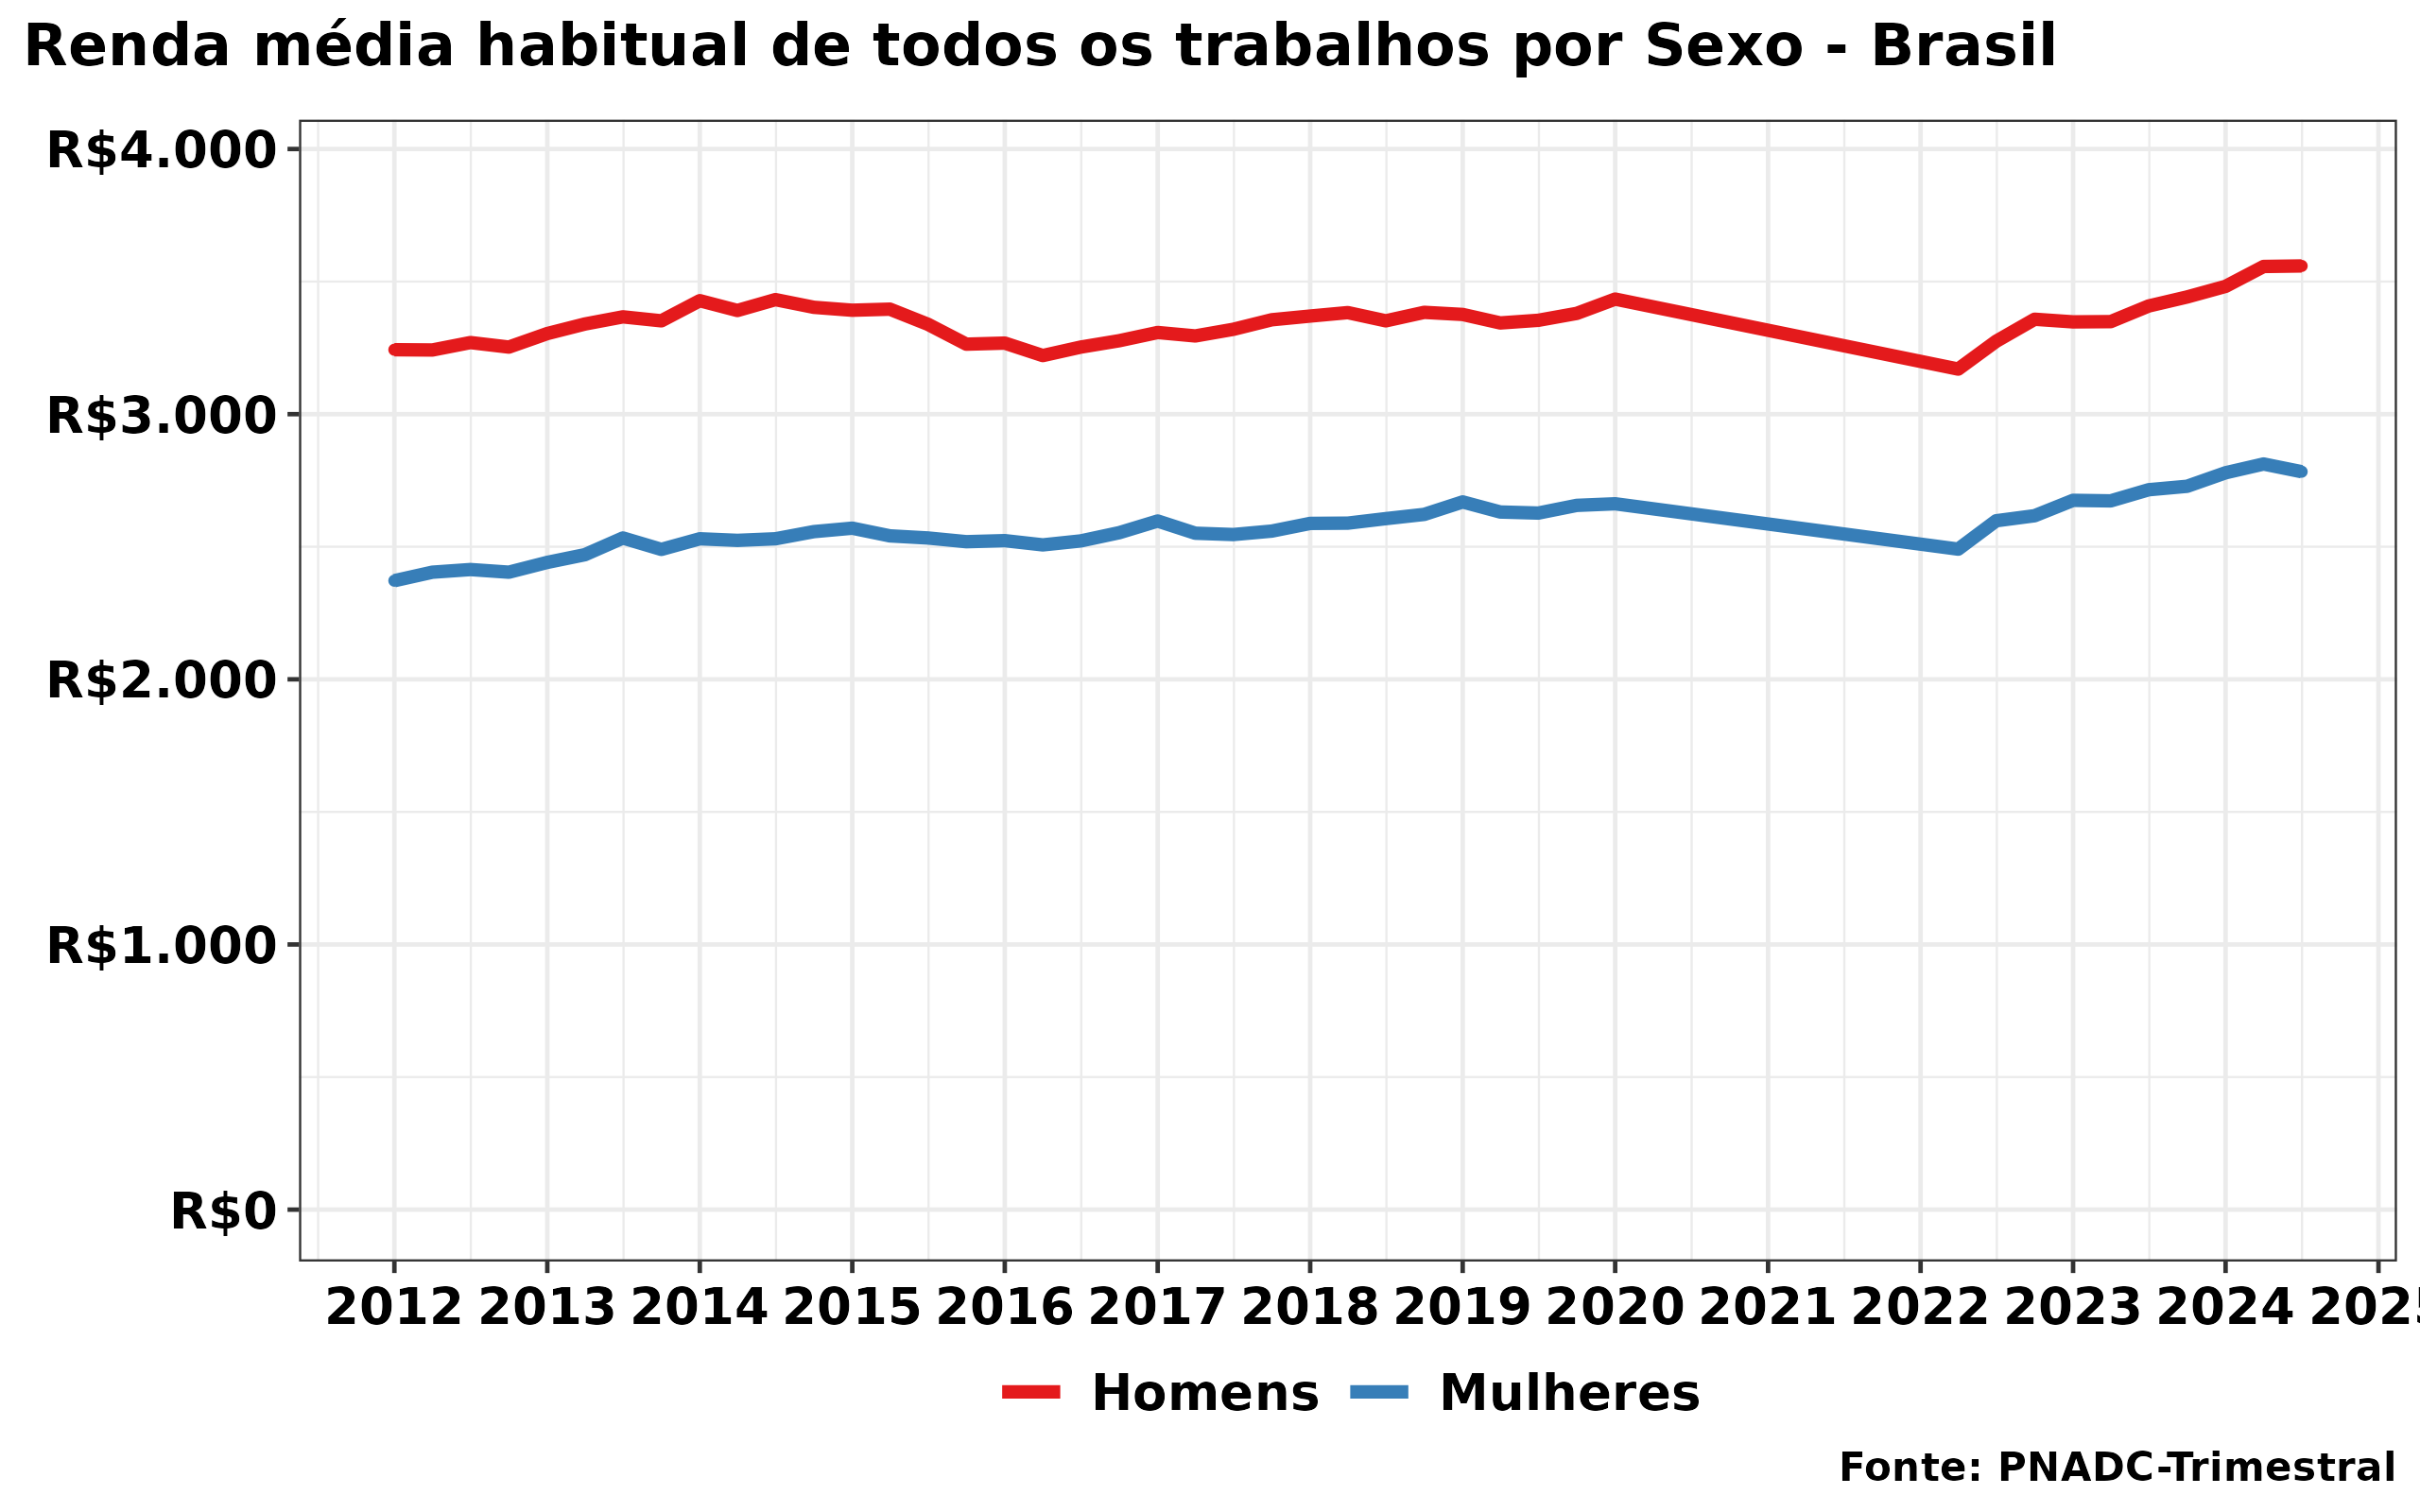 Renda média habitual de todos os trabalhos por Sexo - Brasil
R$4.000
R$3.000
R$2.000
R$1.000
R$0
2012 2013 2014 2015 2016 2017 2018 2019 2020 2021 2022 2023 2024 2025
Homens Mulheres
Fonte: PNADC-Trimestral